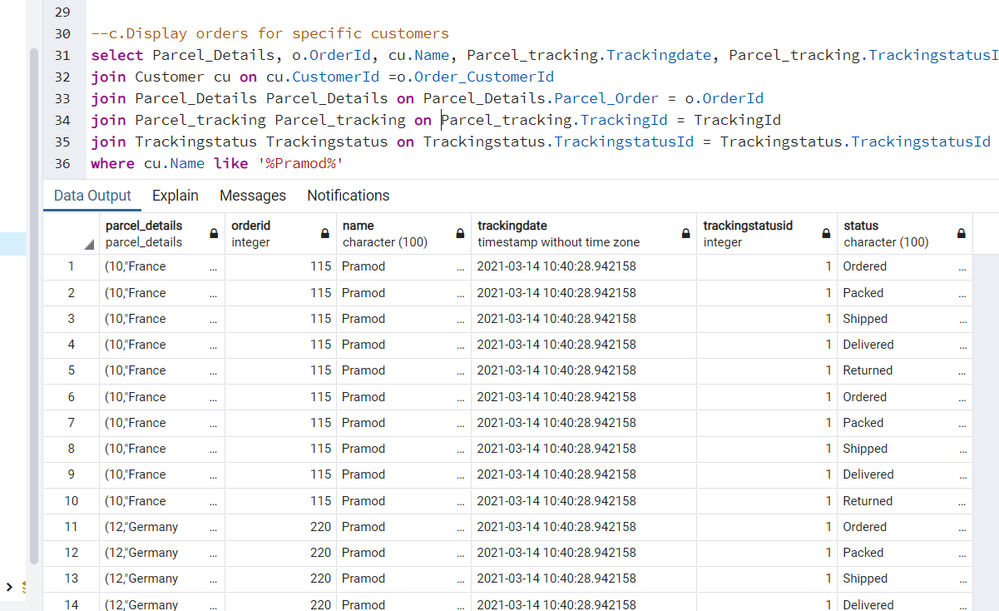 29
30 --c.Display orders for specific customers
31 select Parcel_Details, o.OrderId, cu.Name, Parcel_tracking.Trackingdate, Parcel_tracking.TrackingstatusI
32 join Customer cu on cu.CustomerId =o.Order_CustomerId
33 join Parcel_Details Parcel_Details on Parcel_Details.Parcel_Order = o.OrderId
34 join Parcel_tracking Parcel_tracking on Parcel_tracking.TrackingId = TrackingId
35 join Trackingstatus Trackingstatus on Trackingstatus.TrackingstatusId = Trackingstatus.TrackingstatusId
36 where cu.Name like '%Pramod%'
Data Output Explain Messages Notifications
parcel_details orderid name trackingdate trackingstatusid status
parcel_details integer character (100) timestamp without time zone integer character (100)
1 (10,"France ... 115 Pramod ... 2021-03-14 10:40:28.942158 1 Ordered ...
2 (10,"France ... 115 Pramod ... 2021-03-14 10:40:28.942158 1 Packed ...
3 (10,"France ... 115 Pramod ... 2021-03-14 10:40:28.942158 1 Shipped ...
4 (10,"France ... 115 Pramod ... 2021-03-14 10:40:28.942158 1 Delivered ...
5 (10,"France ... 115 Pramod ... 2021-03-14 10:40:28.942158 1 Returned ...
6 (10,"France ... 115 Pramod ... 2021-03-14 10:40:28.942158 1 Ordered ...
7 (10,"France ... 115 Pramod ... 2021-03-14 10:40:28.942158 1 Packed ...
8 (10,"France ... 115 Pramod ... 2021-03-14 10:40:28.942158 1 Shipped ...
9 (10,"France ... 115 Pramod ... 2021-03-14 10:40:28.942158 1 Delivered ...
10 (10,"France ... 115 Pramod ... 2021-03-14 10:40:28.942158 1 Returned ...
11 (12,"Germany ... 220 Pramod ... 2021-03-14 10:40:28.942158 1 Ordered ...
12 (12,"Germany ... 220 Pramod ... 2021-03-14 10:40:28.942158 1 Packed ...
13 (12,"Germany ... 220 Pramod ... 2021-03-14 10:40:28.942158 1 Shipped ...
14 (12,"Germany ... 220 Pramod ... 2021-03-14 10:40:28.942158 1 Delivered ...